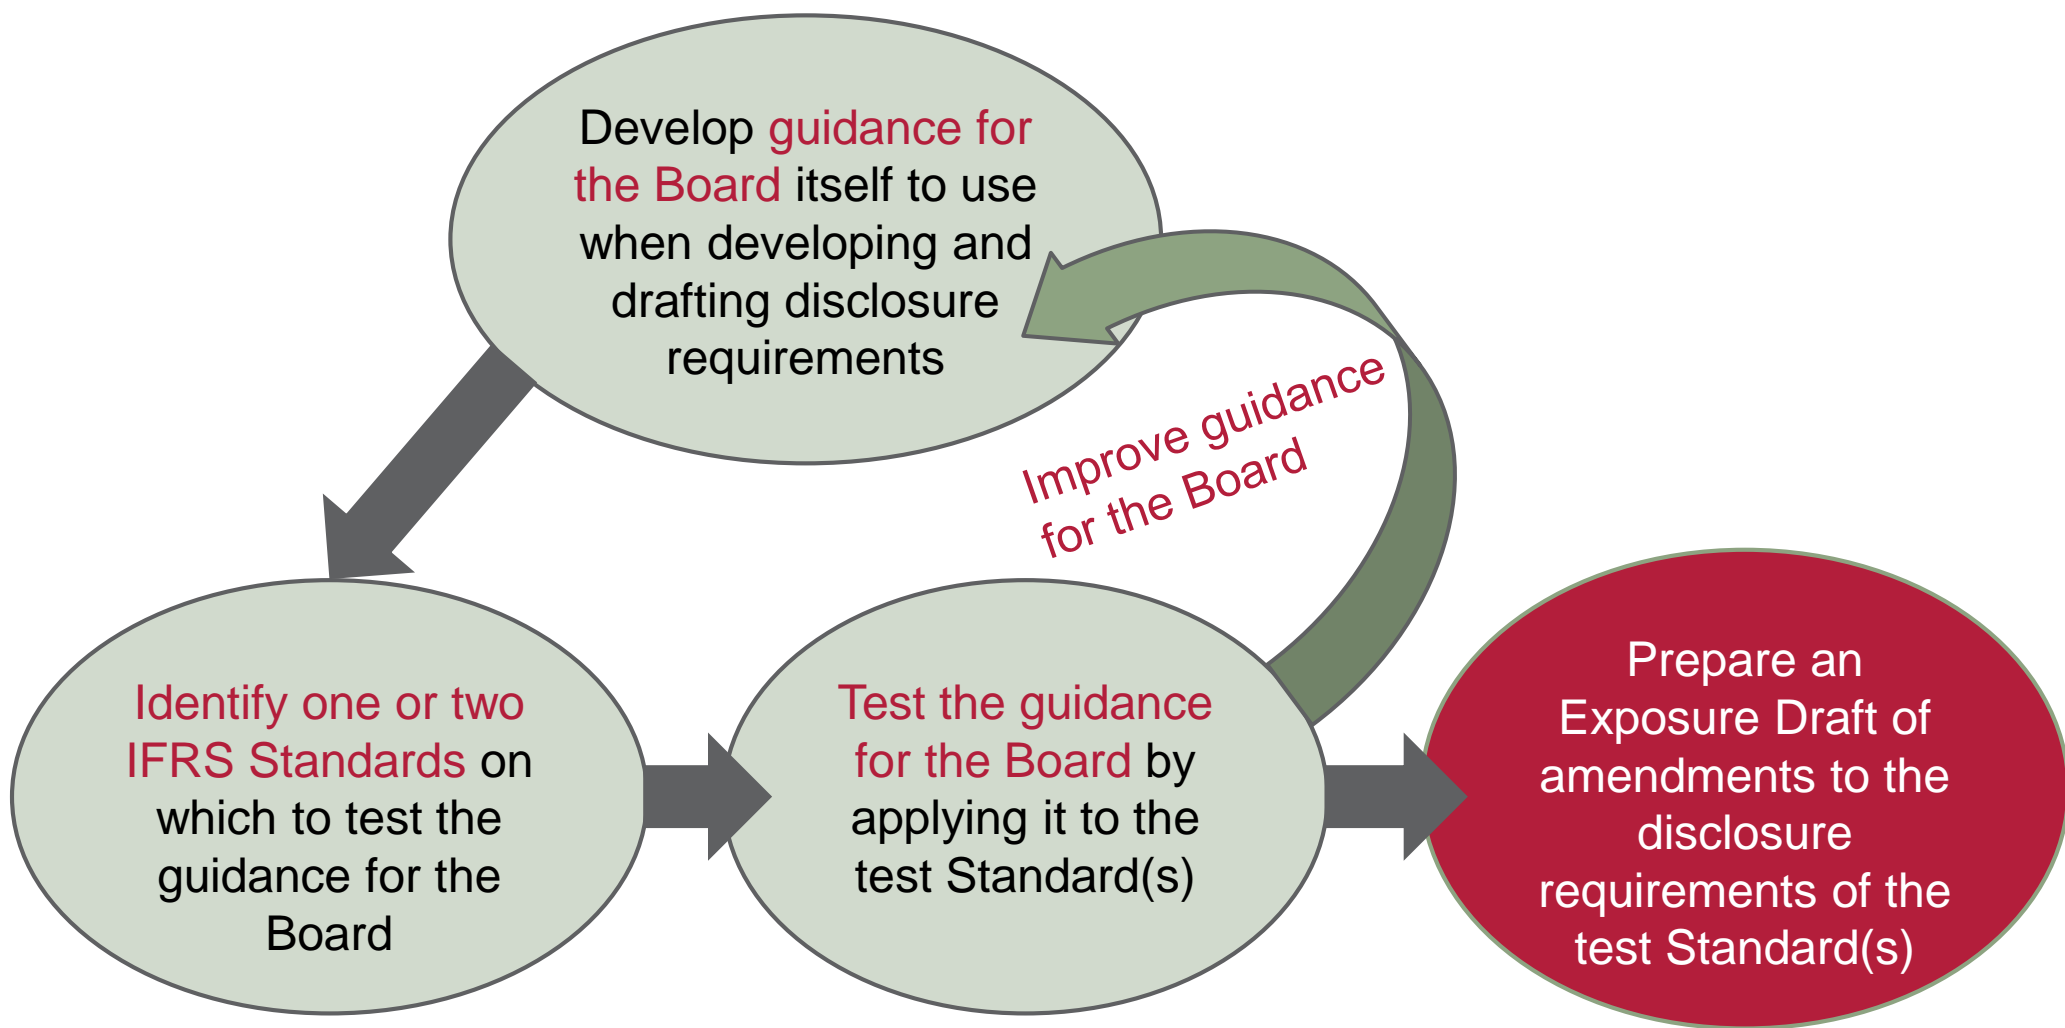 Develop guidance for
the Board itself to use
when developing and
drafting disclosure
requirements
Improve guidance
for the Board
Identify one or two
IFRS Standards on
which to test the
guidance for the
Board
Test the guidance
for the Board by
applying it to the
test Standard(s)
Prepare an
Exposure Draft of
amendments to the
disclosure
requirements of the
test Standard(s)